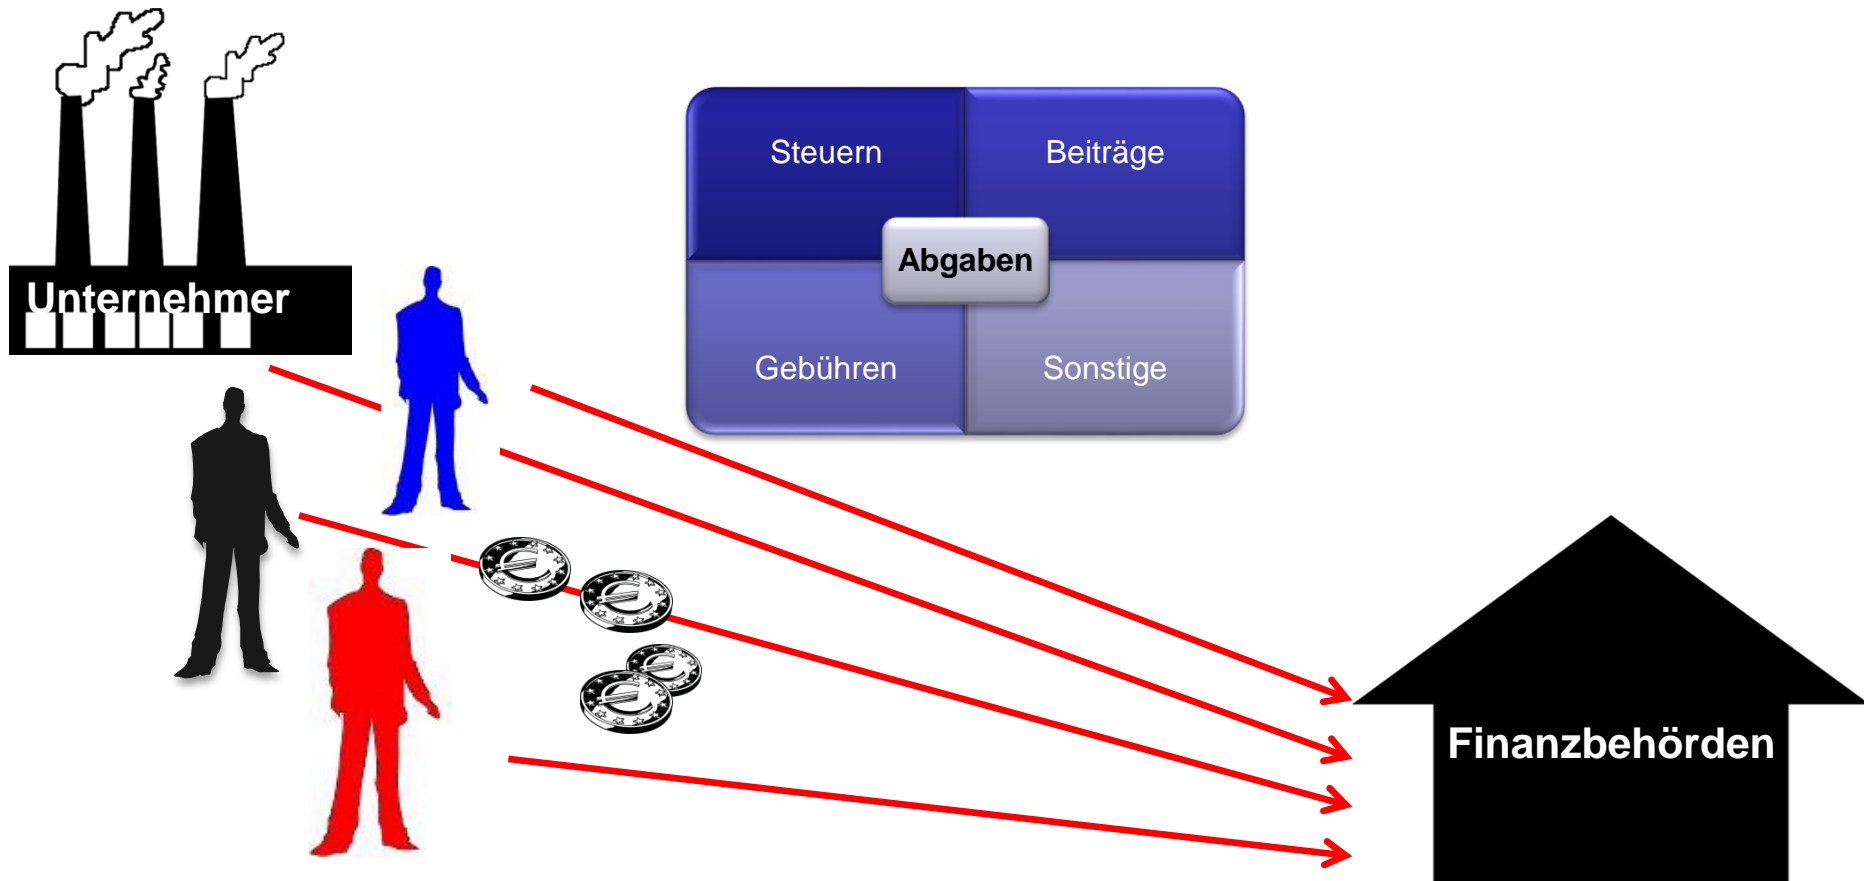 Steuern
Beiträge
Abgaben
Gebühren
Sonstige
Unternehmer
Finanzbehörden